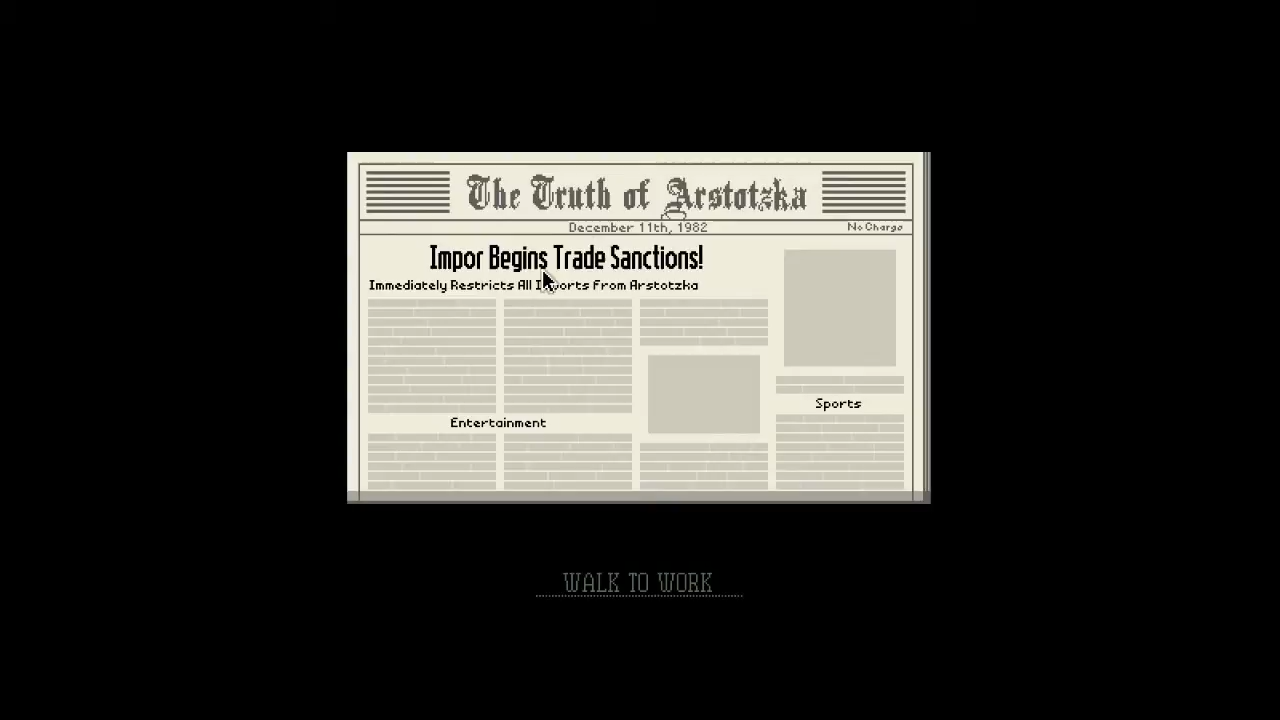 The Truth of Arstotzka
December 11th, 1982
No Charge
Impor Begins Trade Sanctions!
Immediately Restricts All Imports From Arstotzka
Entertainment
Sports
WALK TO WORK